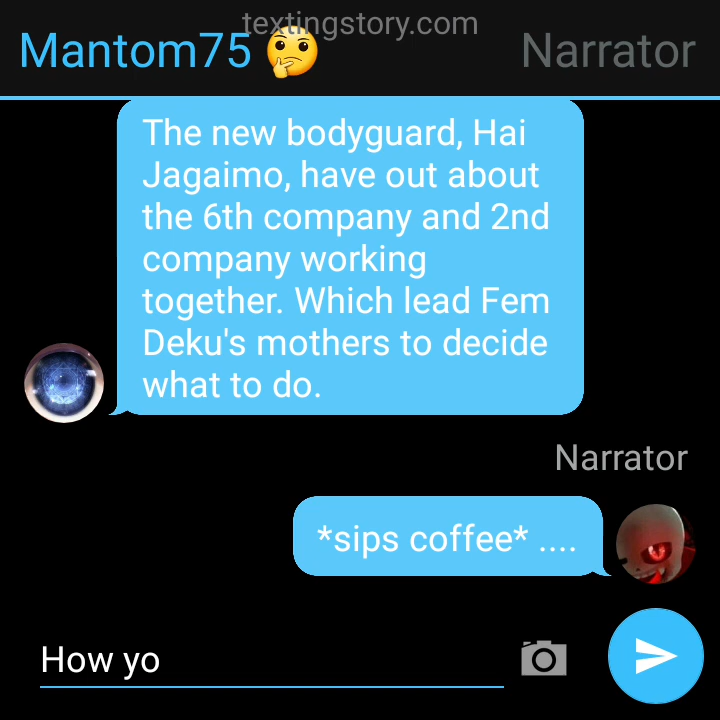 textingstory.com
Mantom75 🤔 Narrator
The new bodyguard, Hai
Jagaimo, have out about
the 6th company and 2nd
company working
together. Which lead Fem
Deku's mothers to decide
what to do.
Narrator
*sips coffee* ....
How yo